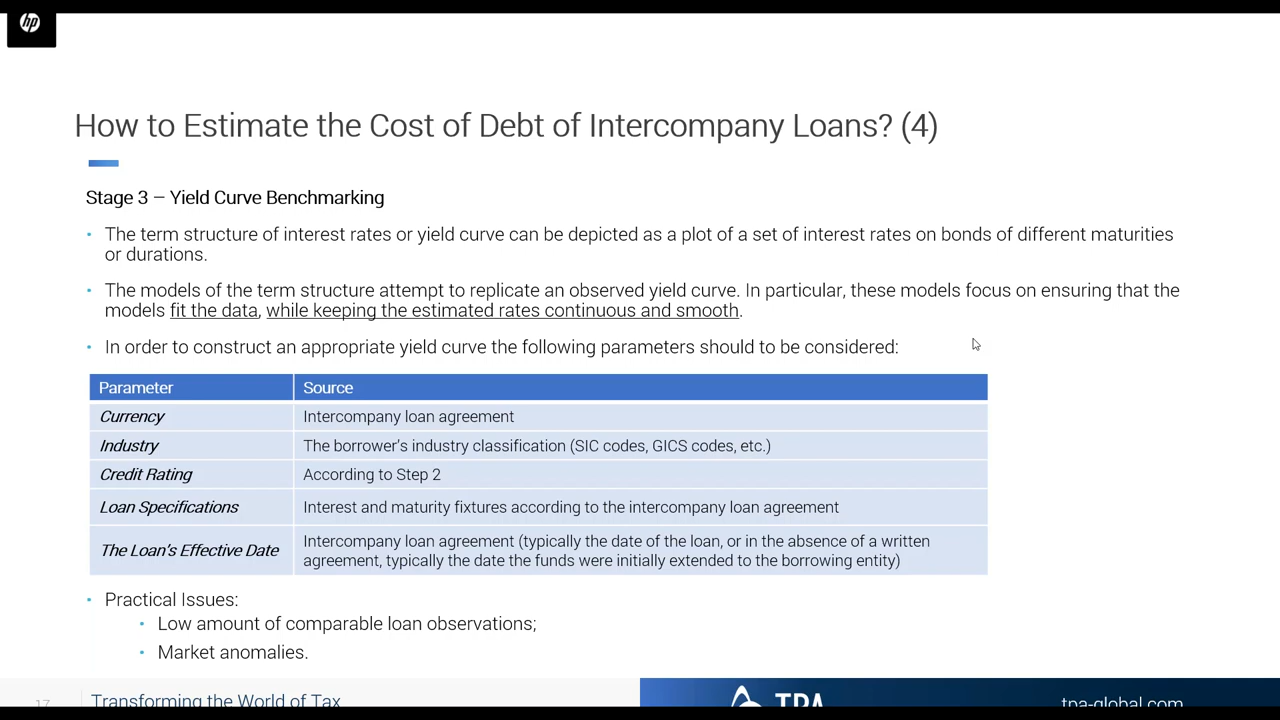 hp
How to Estimate the Cost of Debt of Intercompany Loans? (4)
Stage 3 – Yield Curve Benchmarking
• The term structure of interest rates or yield curve can be depicted as a plot of a set of interest rates on bonds of different maturities
or durations.
• The models of the term structure attempt to replicate an observed yield curve. In particular, these models focus on ensuring that the
models fit the data, while keeping the estimated rates continuous and smooth.
• In order to construct an appropriate yield curve the following parameters should to be considered:
Parameter Source
Currency Intercompany loan agreement
Industry The borrower's industry classification (SIC codes, GICS codes, etc.)
Credit Rating According to Step 2
Loan Specifications Interest and maturity fixtures according to the intercompany loan agreement
The Loan's Effective Date Intercompany loan agreement (typically the date of the loan, or in the absence of a written
agreement, typically the date the funds were initially extended to the borrowing entity)
• Practical Issues:
• Low amount of comparable loan observations;
• Market anomalies.
17 Transforming the World of Tax TPA tpa-global.com